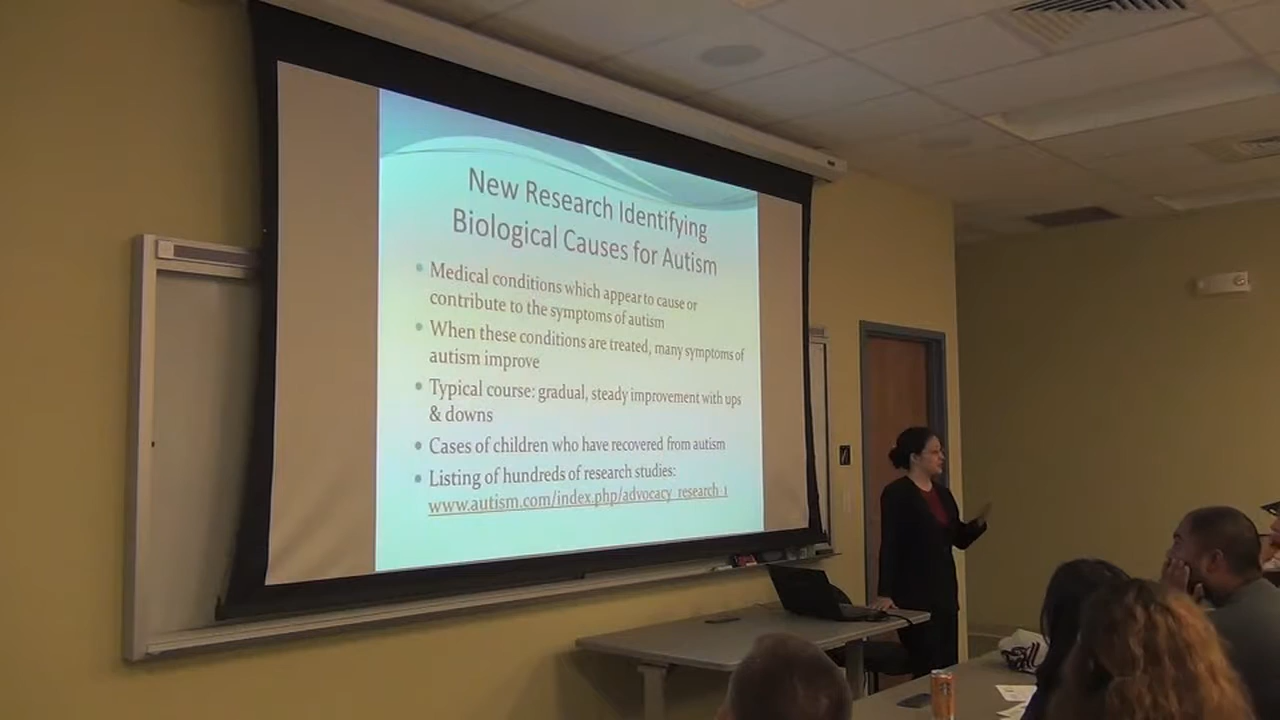 New Research Identifying
Biological Causes for Autism
• Medical conditions which appear to cause or
contribute to the symptoms of autism
• When these conditions are treated, many symptoms of
autism improve
• Typical course: gradual, steady improvement with ups
& downs
• Cases of children who have recovered from autism
• Listing of hundreds of research studies:
www.autism.com/index.php/advocacy_research_1